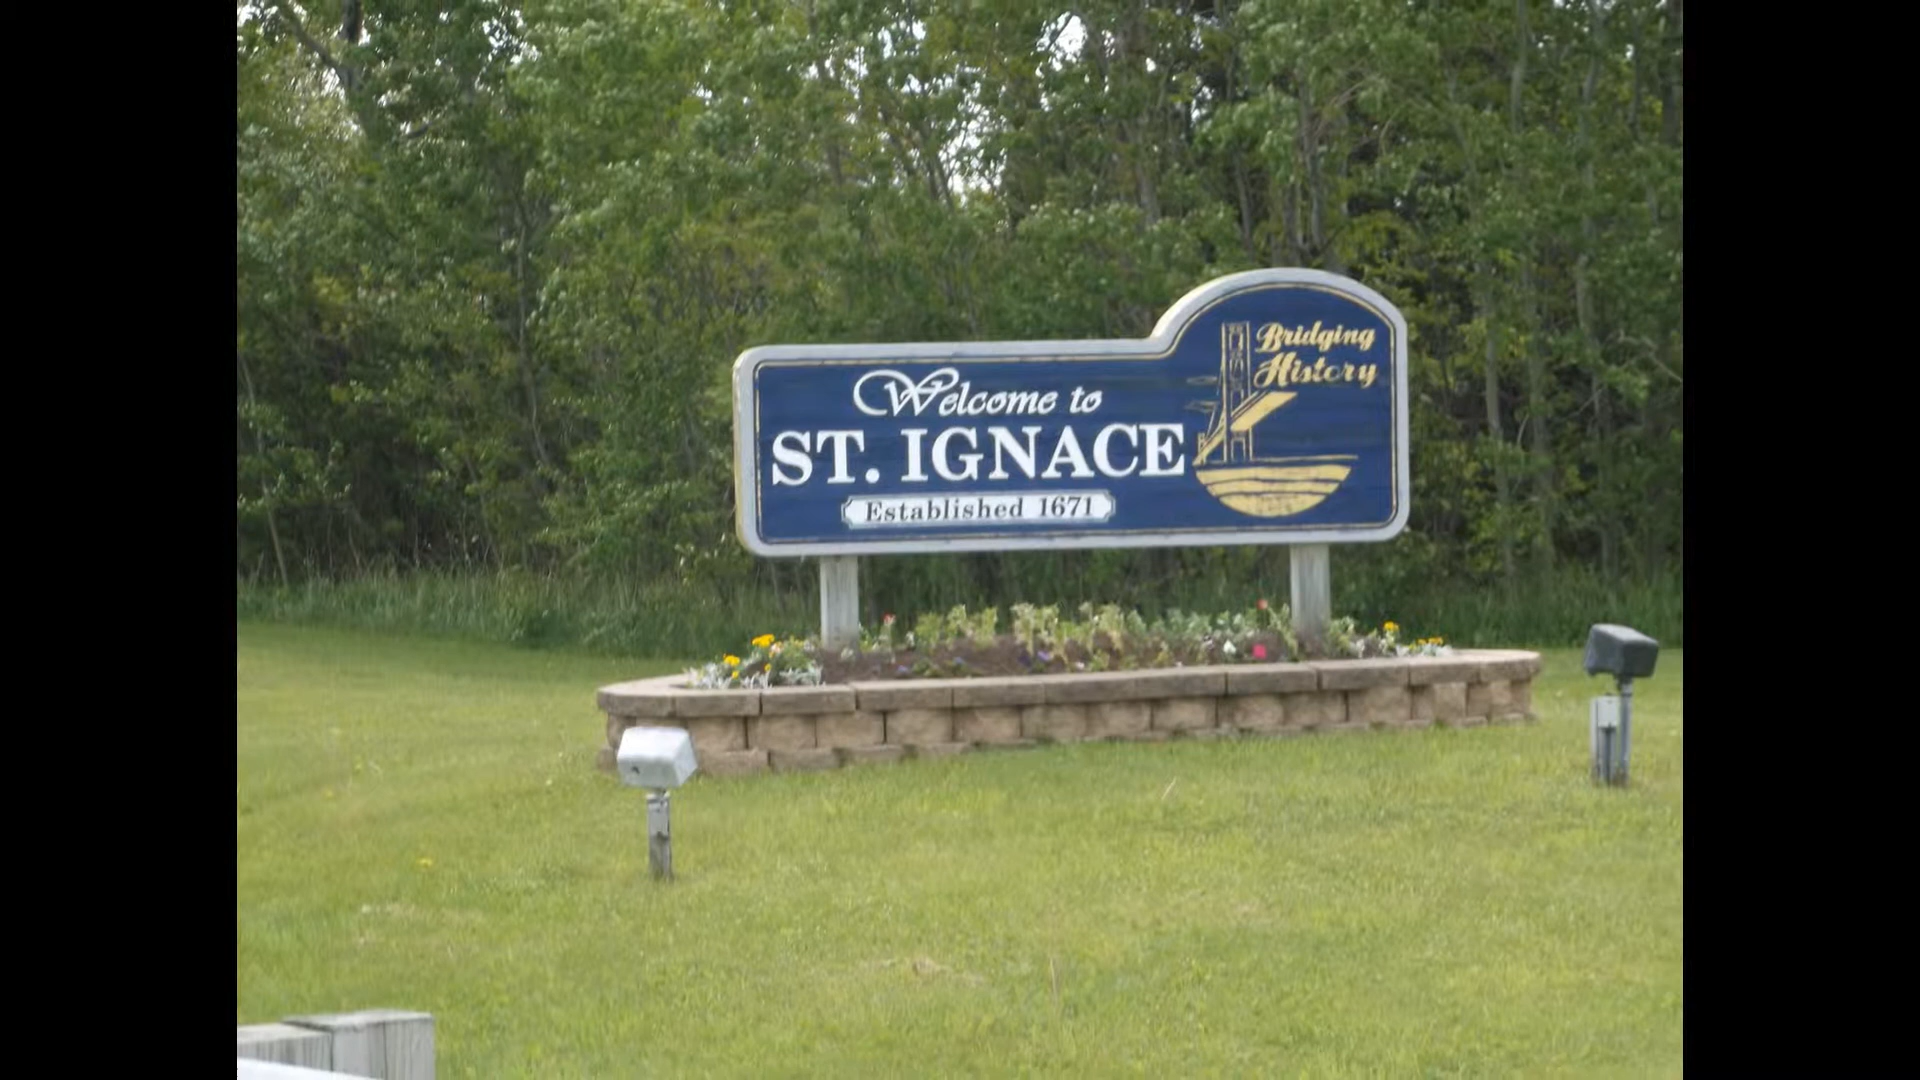 Welcome to
ST. IGNACE
Established 1671
Bridging
History